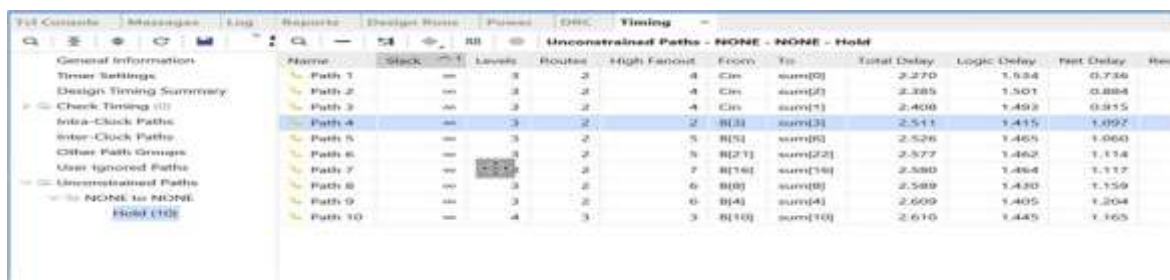 Tcl Console Messages Log Reports Design Runs Power DRC Timing
Unconstrained Paths - NONE - NONE - Hold
General Information
Timer Settings
Design Timing Summary
Check Timing (0)
Intra-Clock Paths
Inter-Clock Paths
Other Path Groups
User Ignored Paths
Unconstrained Paths
NONE to NONE
Hold (10)
Name Slack ^1 Levels Routes High Fanout From To Total Delay Logic Delay Net Delay
Path 1 ∞ 3 2 4 Cin sum[0] 2.270 1.534 0.736
Path 2 ∞ 3 2 4 Cin sum[2] 2.385 1.501 0.884
Path 3 ∞ 3 2 4 Cin sum[1] 2.408 1.493 0.915
Path 4 ∞ 3 2 2 B[3] sum[3] 2.511 1.415 1.097
Path 5 ∞ 3 2 5 B[5] sum[6] 2.526 1.465 1.060
Path 6 ∞ 3 2 5 B[21] sum[22] 2.577 1.462 1.114
Path 7 ∞ 2 7 B[16] sum[16] 2.580 1.464 1.117
Path 8 ∞ 3 2 6 B[8] sum[8] 2.589 1.430 1.159
Path 9 ∞ 3 2 6 B[4] sum[4] 2.609 1.405 1.204
Path 10 ∞ 4 3 3 B[10] sum[10] 2.610 1.445 1.165